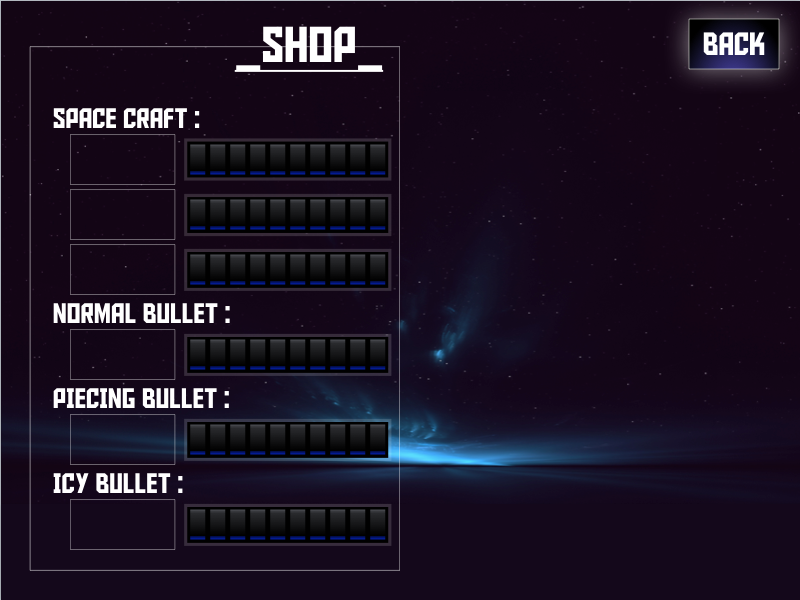 _SHOP_
BACK
SPACE CRAFT :
NORMAL BULLET :
PIECING BULLET :
ICY BULLET :